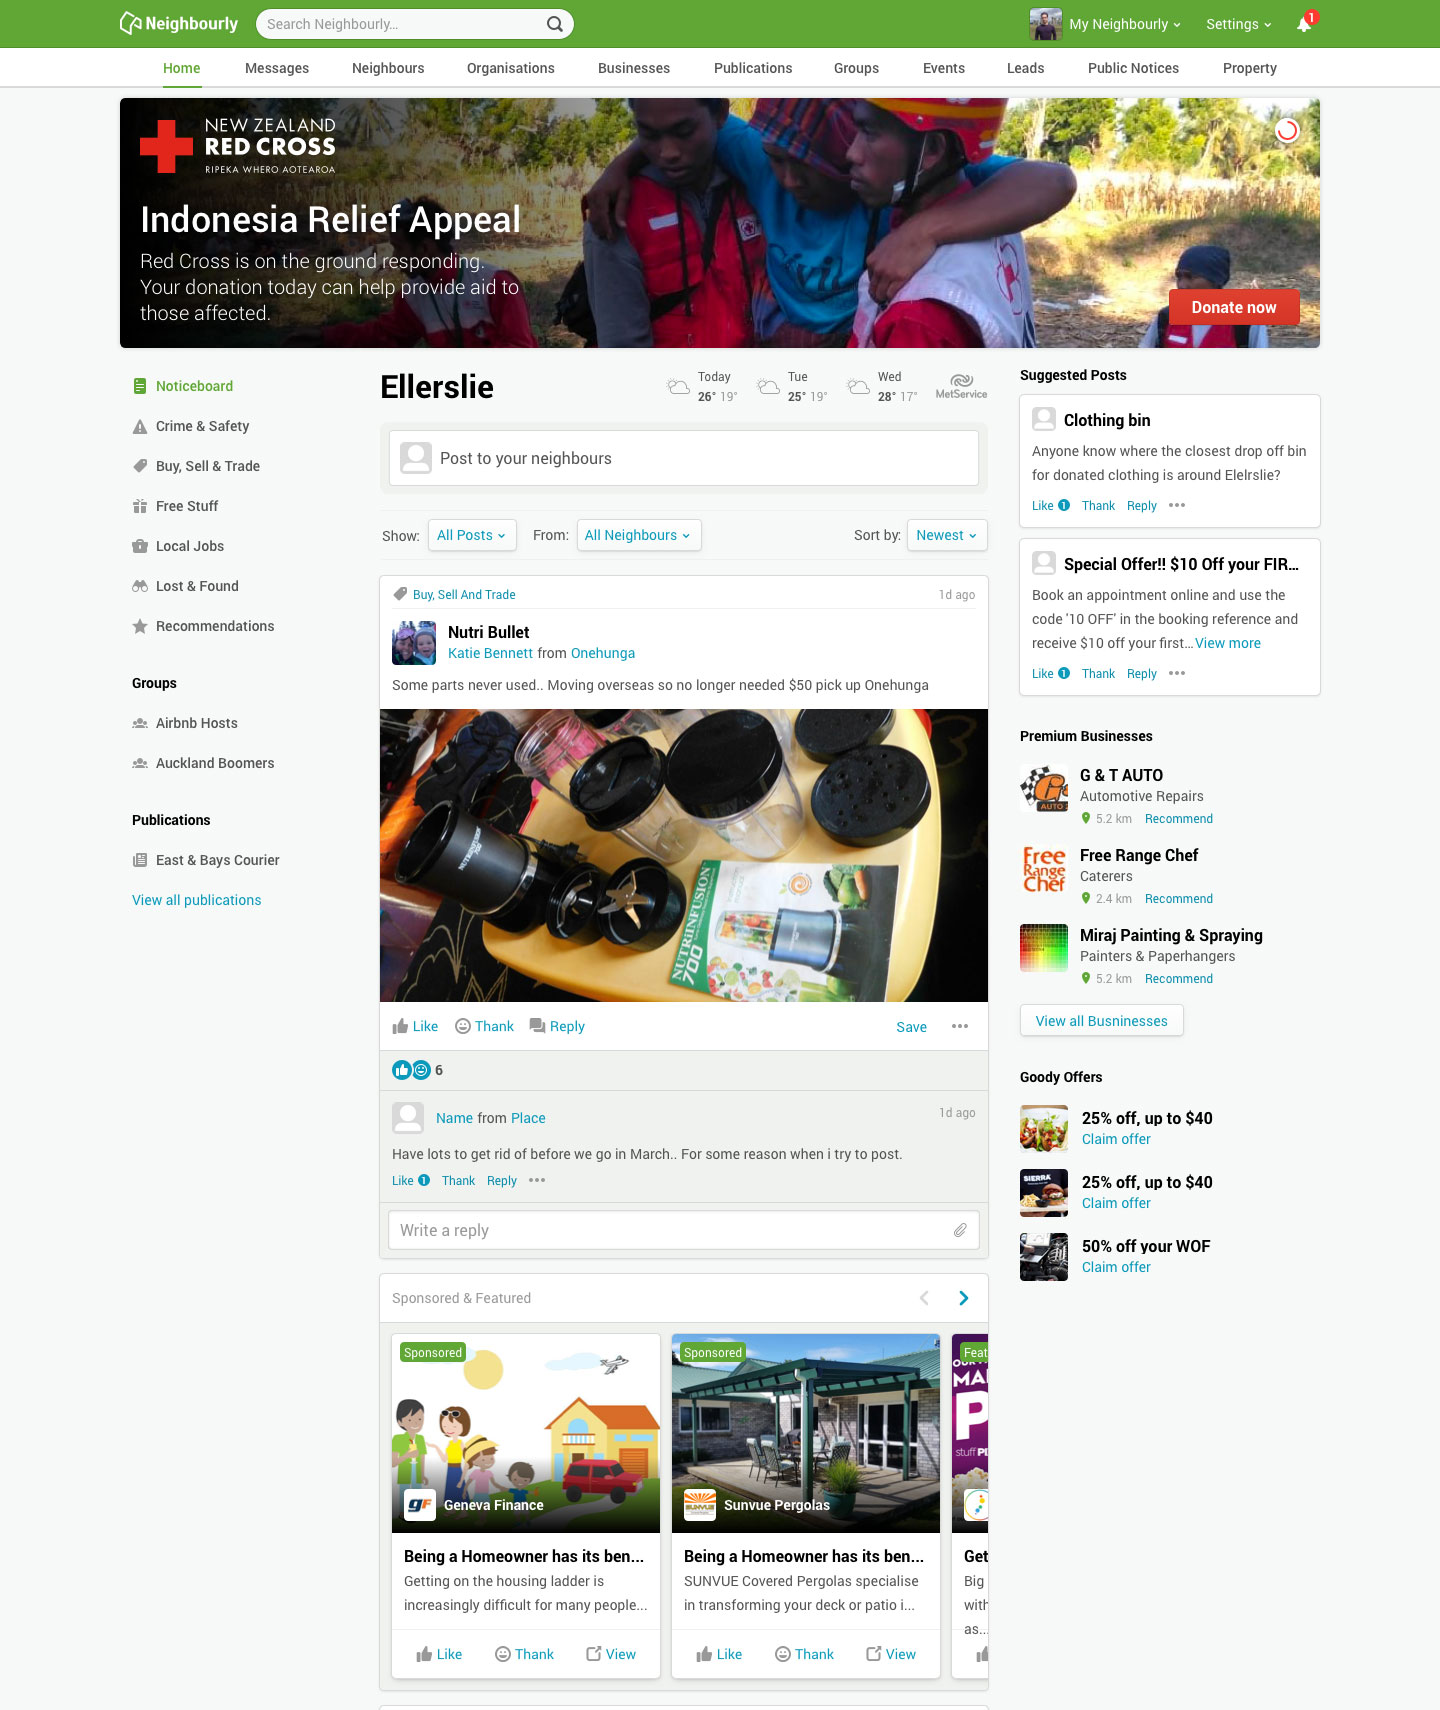 Neighbourly
Search Neighbourly...
My Neighbourly
Settings
1
Home
Messages
Neighbours
Organisations
Businesses
Publications
Groups
Events
Leads
Public Notices
Property
NEW ZEALAND
RED CROSS
RIPEKA WHERO AOTEAROA
Indonesia Relief Appeal
Red Cross is on the ground responding.
Your donation today can help provide aid to
those affected.
Donate now
Noticeboard
Crime & Safety
Buy, Sell & Trade
Free Stuff
Local Jobs
Lost & Found
Recommendations
Groups
Airbnb Hosts
Auckland Boomers
Publications
East & Bays Courier
View all publications
Ellerslie
Today
26° 19°
Tue
25° 19°
Wed
28° 17°
MetService
Post to your neighbours
Show: All Posts
From: All Neighbours
Sort by: Newest
Buy, Sell And Trade
1d ago
Nutri Bullet
Katie Bennett from Onehunga
Some parts never used.. Moving overseas so no longer needed $50 pick up Onehunga
NUTRiINFUSION
700
Like
Thank
Reply
Save
6
Name from Place
1d ago
Have lots to get rid of before we go in March.. For some reason when i try to post.
Like 1 Thank Reply
Write a reply
Sponsored & Featured
Sponsored
GF
Geneva Finance
Being a Homeowner has its ben...
Getting on the housing ladder is
increasingly difficult for many people...
Like
Thank
View
Sponsored
SUNVUE
Sunvue Pergolas
Being a Homeowner has its ben...
SUNVUE Covered Pergolas specialise
in transforming your deck or patio i...
Like
Thank
View
Feat
MA
P
stuff
Get
Big
with
as...
Suggested Posts
Clothing bin
Anyone know where the closest drop off bin
for donated clothing is around Elelrslie?
Like 1 Thank Reply
Special Offer!! $10 Off your FIR...
Book an appointment online and use the
code '10 OFF' in the booking reference and
receive $10 off your first... View more
Like 1 Thank Reply
Premium Businesses
AUTO
G & T AUTO
Automotive Repairs
5.2 km Recommend
Free
Range
Chef
Free Range Chef
Caterers
2.4 km Recommend
Miraj Painting & Spraying
Painters & Paperhangers
5.2 km Recommend
View all Busninesses
Goody Offers
25% off, up to $40
Claim offer
SIERRA
25% off, up to $40
Claim offer
50% off your WOF
Claim offer